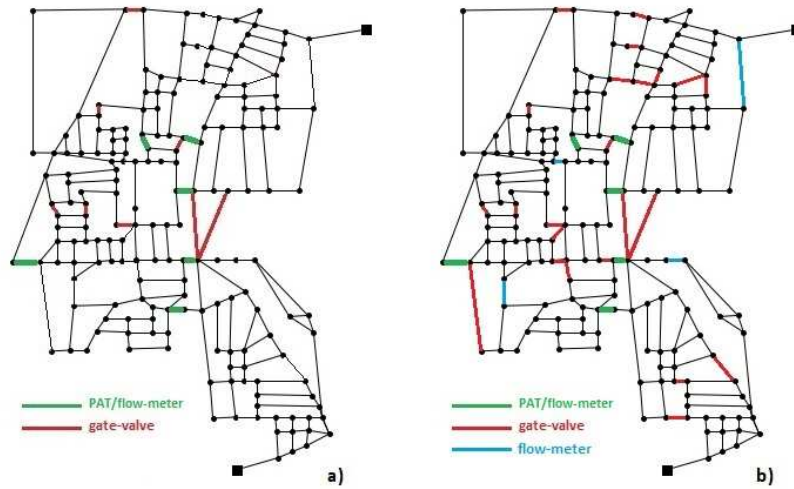 PAT/flow-meter
gate-valve
a)
PAT/flow-meter
gate-valve
flow-meter
b)